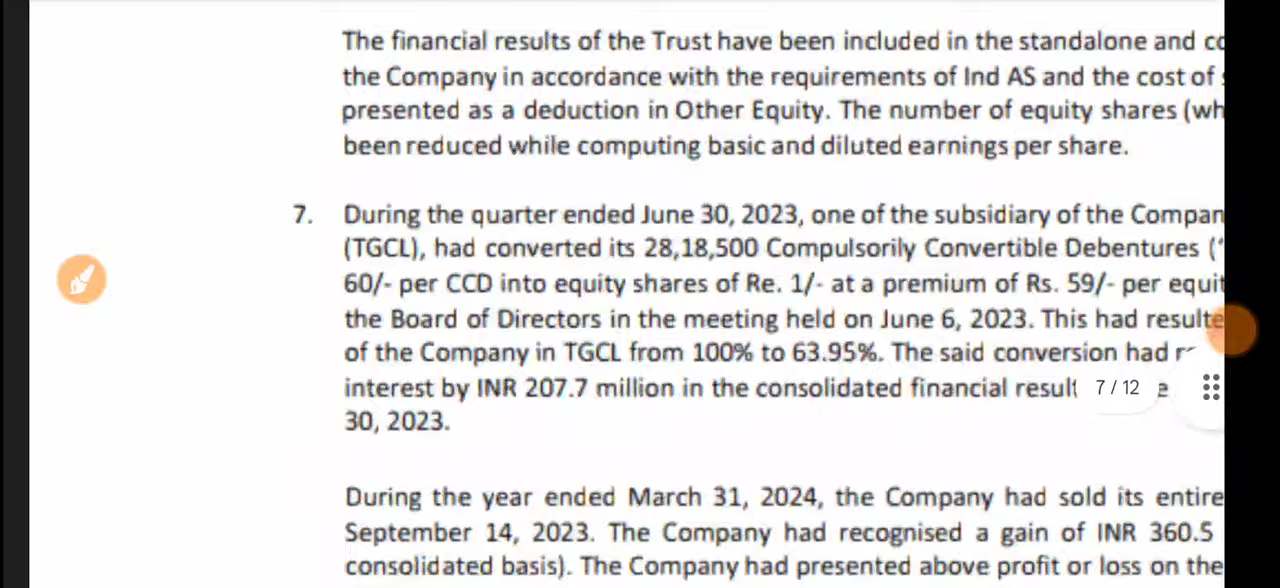 The financial results of the Trust have been included in the standalone and
the Company in accordance with the requirements of Ind AS and the cost of
presented as a deduction in Other Equity. The number of equity shares
been reduced while computing basic and diluted earnings per share.
7. During the quarter ended June 30, 2023, one of the subsidiary of the Compan
(TGCL), had converted its 28,18,500 Compulsorily Convertible Debentures (
60/- per CCD into equity shares of Re. 1/- at a premium of Rs. 59/- per equit
the Board of Directors in the meeting held on June 6, 2023. This had resulte
of the Company in TGCL from 100% to 63.95%. The said conversion had
interest by INR 207.7 million in the consolidated financial result
7 / 12
30, 2023.
During the year ended March 31, 2024, the Company had sold its entire
September 14, 2023. The Company had recognised a gain of INR 360.5
consolidated basis). The Company had presented above profit or loss on the